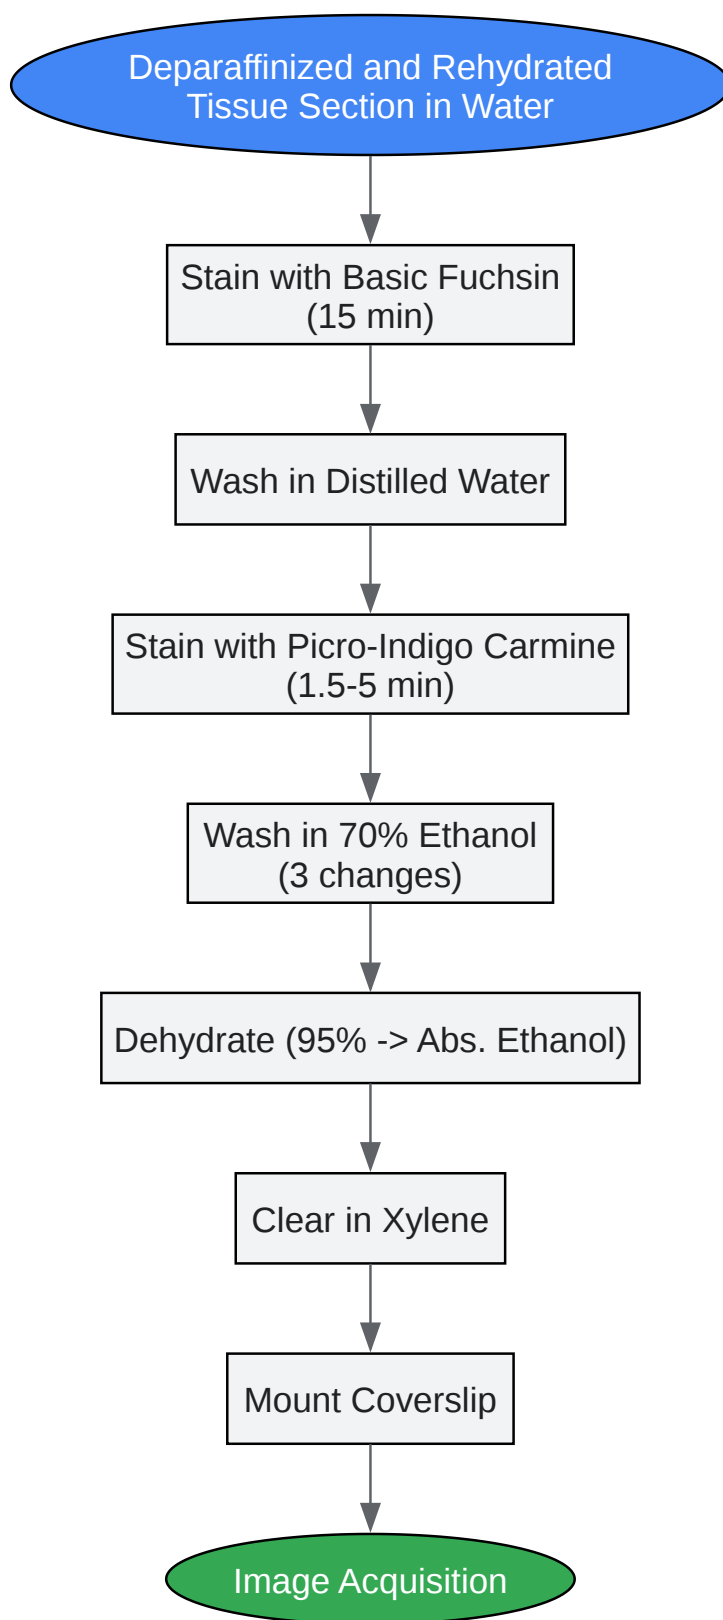 Deparaffinized and Rehydrated
Tissue Section in Water
Stain with Basic Fuchsin
(15 min)
Wash in Distilled Water
Stain with Picro-Indigo Carmine
(1.5-5 min)
Wash in 70% Ethanol
(3 changes)
Dehydrate (95% -> Abs. Ethanol)
Clear in Xylene
Mount Coverslip
Image Acquisition